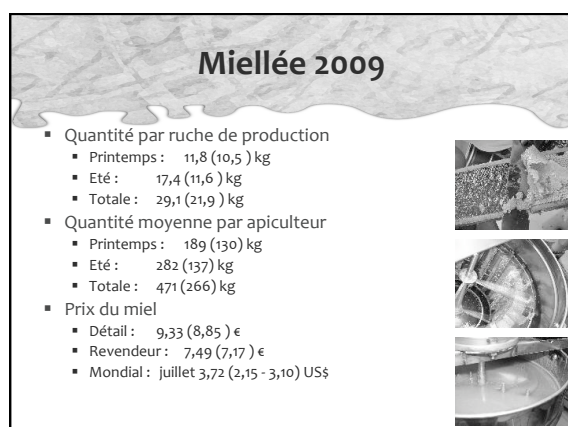 Miellée 2009
▪ Quantité par ruche de production
▪ Printemps : 11,8 (10,5 ) kg
▪ Eté : 17,4 (11,6 ) kg
▪ Totale : 29,1 (21,9 ) kg
▪ Quantité moyenne par apiculteur
▪ Printemps : 189 (130) kg
▪ Eté : 282 (137) kg
▪ Totale : 471 (266) kg
▪ Prix du miel
▪ Détail : 9,33 (8,85 ) €
▪ Revendeur : 7,49 (7,17 ) €
▪ Mondial : juillet 3,72 (2,15 - 3,10) US$